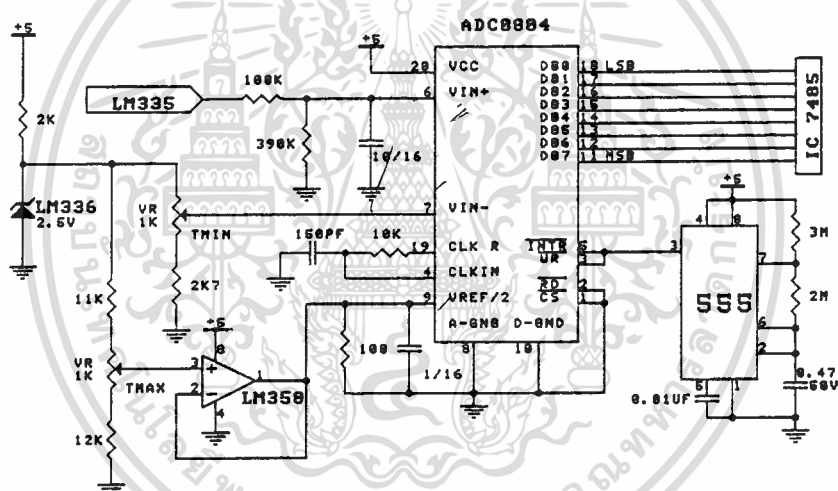 ADC0804
+5
+5
20 VCC
DB0 18 LSB
DB1 17
LM335
100K
6 VIN+
DB2 16
DB3 15
DB4 14
2K
DB5 13
390K
DB6 12
10/16
DB7 11 MSB
IC 7485
+5
LM336
2.5V
VR
1K
TMIN
7 VIN-
4
8
150PF
10K
19 CLK R
INTR 5
3
3M
WR 3
7
4 CLKIN
555
2K7
RD 2
2M
11K
9 VREF/2
CS 1
+5
6
A-GND D-GND
8
VR
1K
3
+
1
100
8
10
2
2
-
1/16
TMAX
4
LM358
5
1
0.47
50V
0.01UF
12K